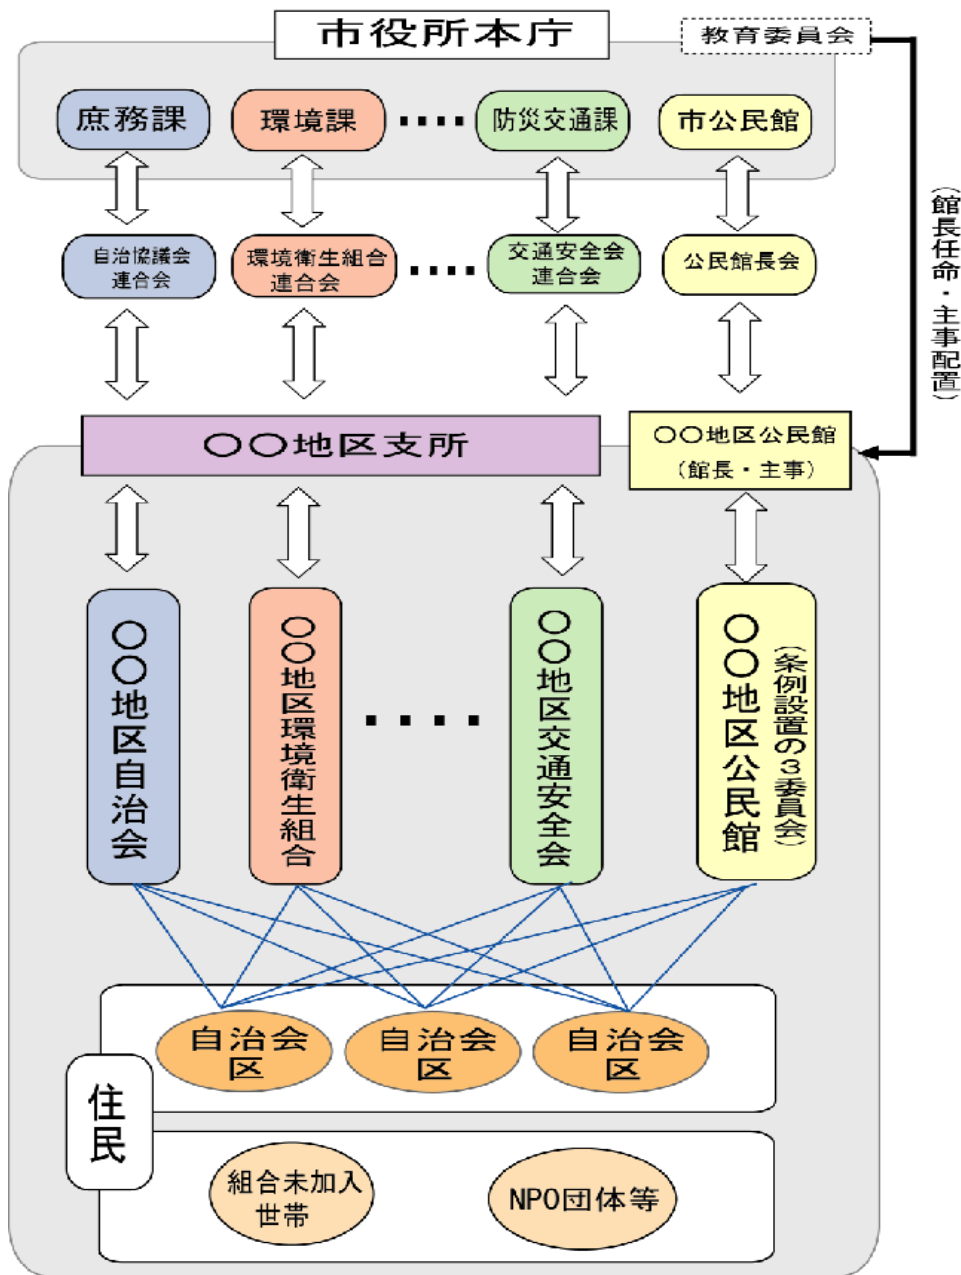 市役所本庁
教育委員会
庶務課
環境課
‥‥
防災交通課
市公民館
(館長任命・主事配置)
自治協議会
連合会
環境衛生組合
連合会
‥‥
交通安全会
連合会
公民館長会
〇〇地区支所
〇〇地区公民館
(館長・主事)
〇〇地区自治会
〇〇地区環境衛生組合
‥‥
〇〇地区交通安全会
〇〇地区公民館
(条例設置の3委員会)
自治会
区
自治会
区
自治会
区
住民
組合未加入
世帯
NPO団体等